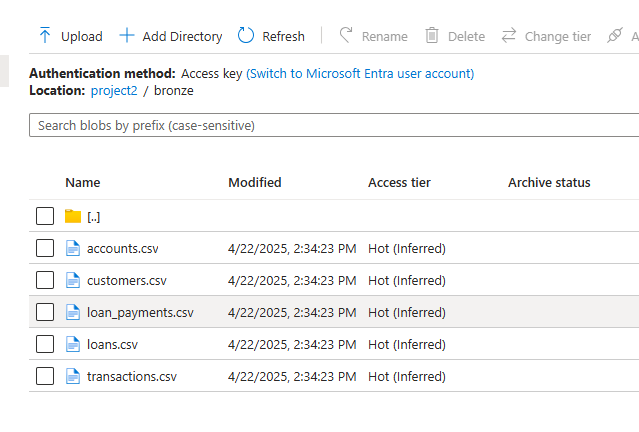 Upload Add Directory Refresh Rename Delete Change tier A
Authentication method: Access key (Switch to Microsoft Entra user account)
Location: project2 / bronze
Search blobs by prefix (case-sensitive)
Name Modified Access tier Archive status
[..]
accounts.csv 4/22/2025, 2:34:23 PM Hot (Inferred)
customers.csv 4/22/2025, 2:34:23 PM Hot (Inferred)
loan_payments.csv 4/22/2025, 2:34:23 PM Hot (Inferred)
loans.csv 4/22/2025, 2:34:23 PM Hot (Inferred)
transactions.csv 4/22/2025, 2:34:23 PM Hot (Inferred)